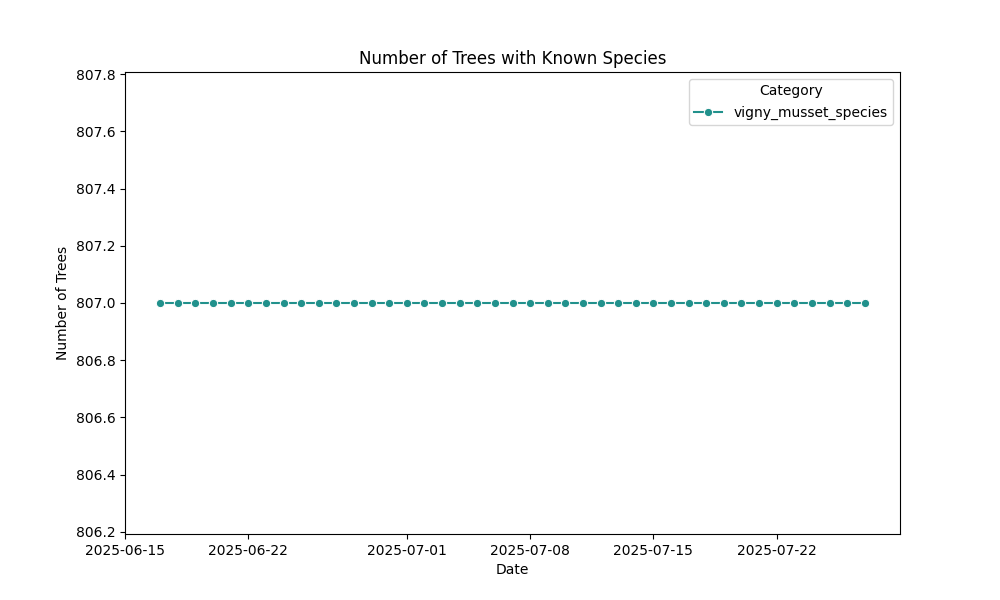 Number of Trees with Known Species
Category
vigny_musset_species
Number of Trees
807.8
807.6
807.4
807.2
807.0
806.8
806.6
806.4
806.2
2025-06-15 2025-06-22 2025-07-01 2025-07-08 2025-07-15 2025-07-22
Date